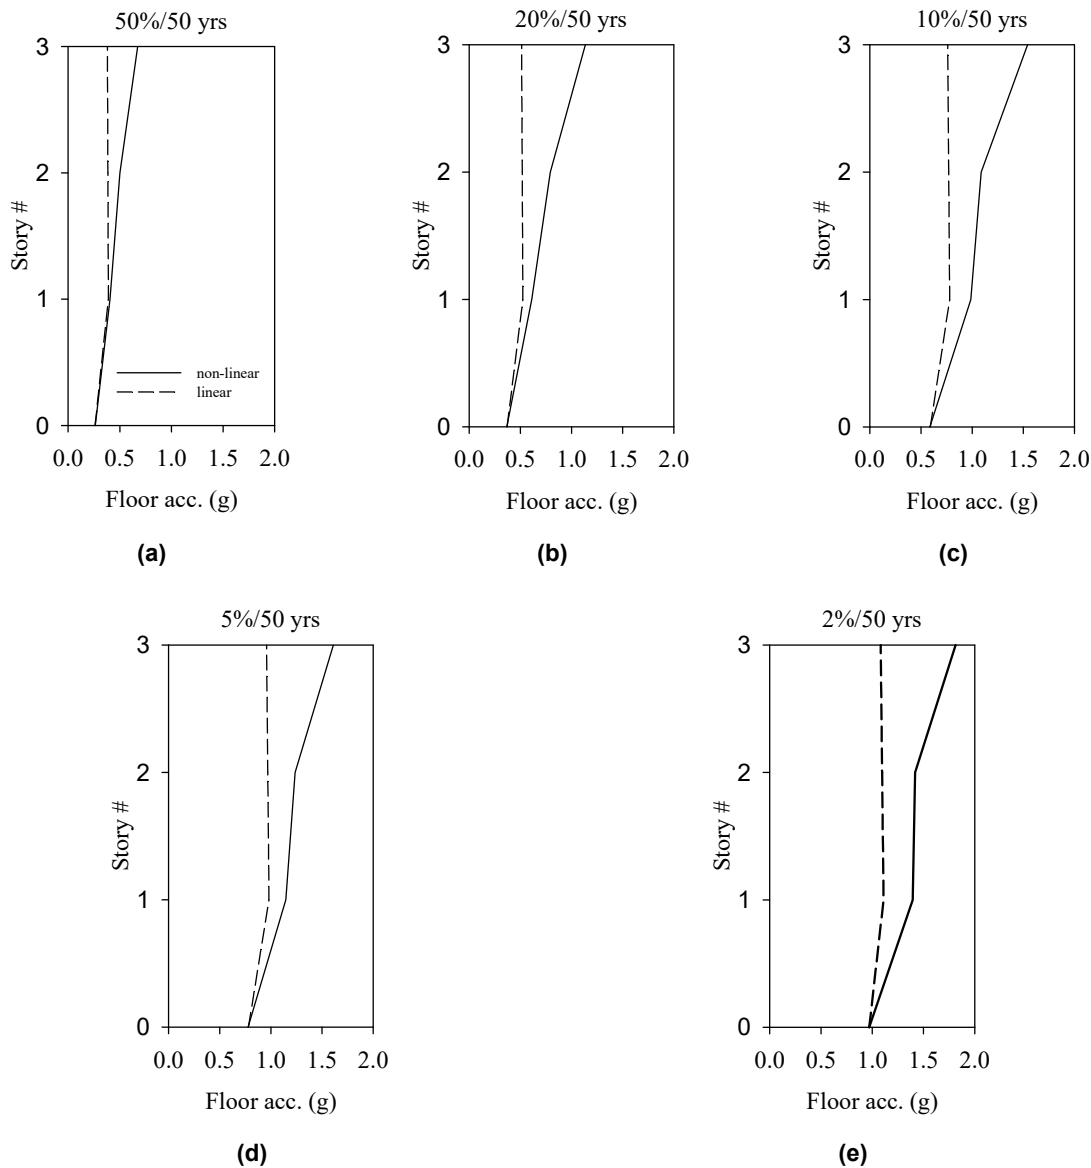 50%/50 yrs
3
2
1
0
Story #
non-linear
linear
0.0 0.5 1.0 1.5 2.0
Floor acc. (g)
(a)
20%/50 yrs
3
2
1
0
Story #
0.0 0.5 1.0 1.5 2.0
Floor acc. (g)
(b)
10%/50 yrs
3
2
1
0
Story #
0.0 0.5 1.0 1.5 2.0
Floor acc. (g)
(c)
5%/50 yrs
3
2
1
0
Story #
0.0 0.5 1.0 1.5 2.0
Floor acc. (g)
(d)
2%/50 yrs
3
2
1
0
Story #
0.0 0.5 1.0 1.5 2.0
Floor acc. (g)
(e)